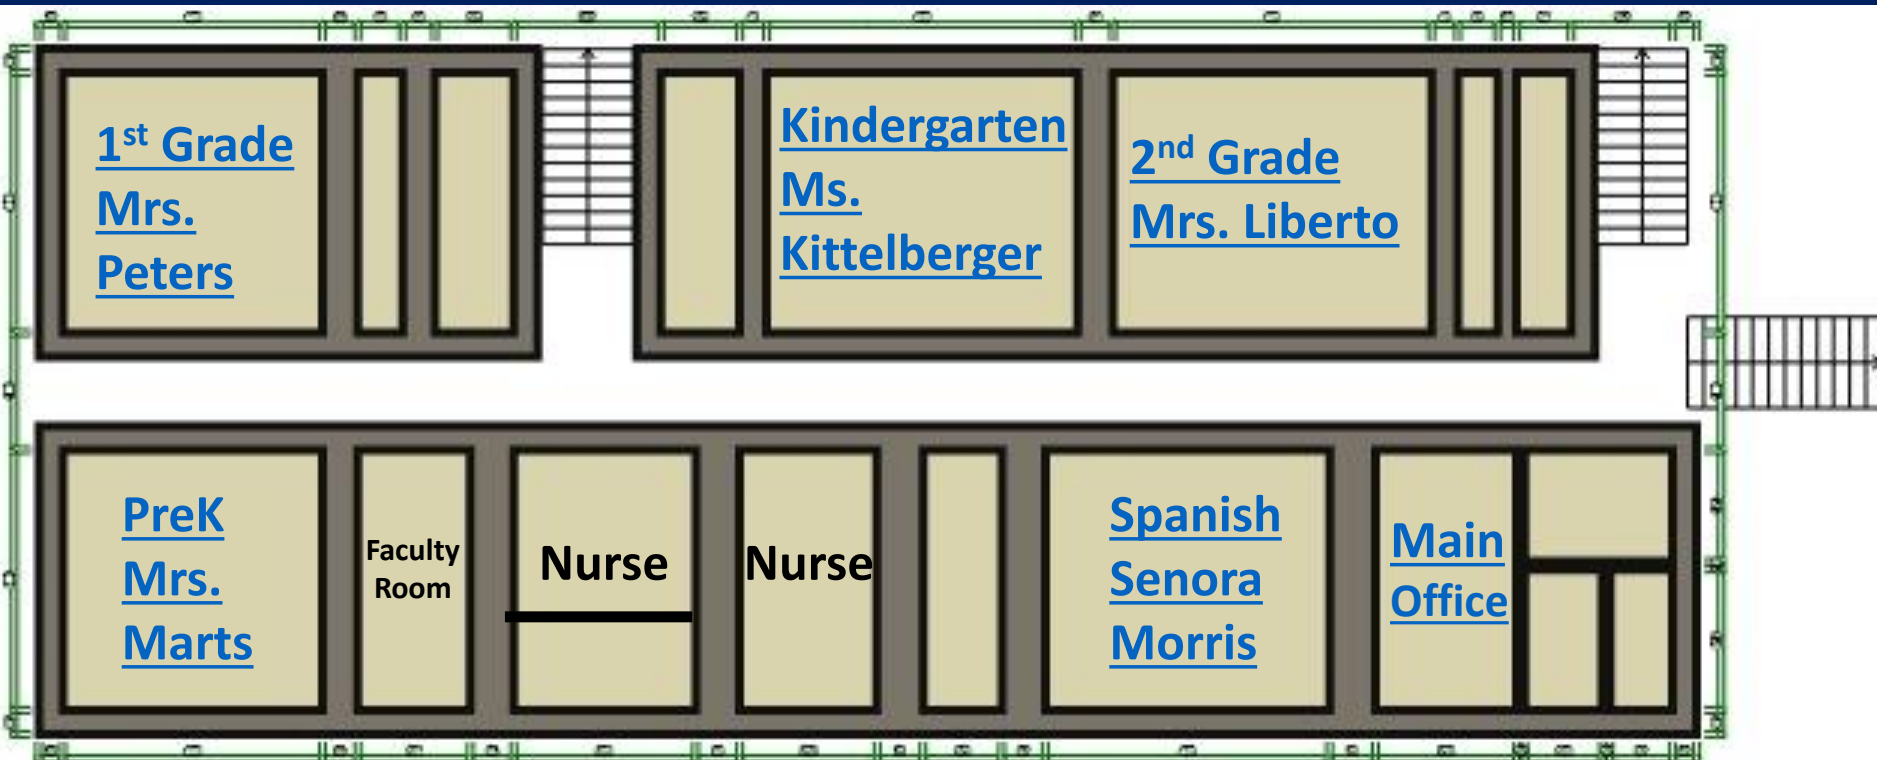 1st Grade
Mrs.
Peters
Kindergarten
Ms.
Kittelberger
2nd Grade
Mrs. Liberto
PreK
Mrs.
Marts
Faculty
Room
Nurse
Nurse
Spanish
Senora
Morris
Main
Office